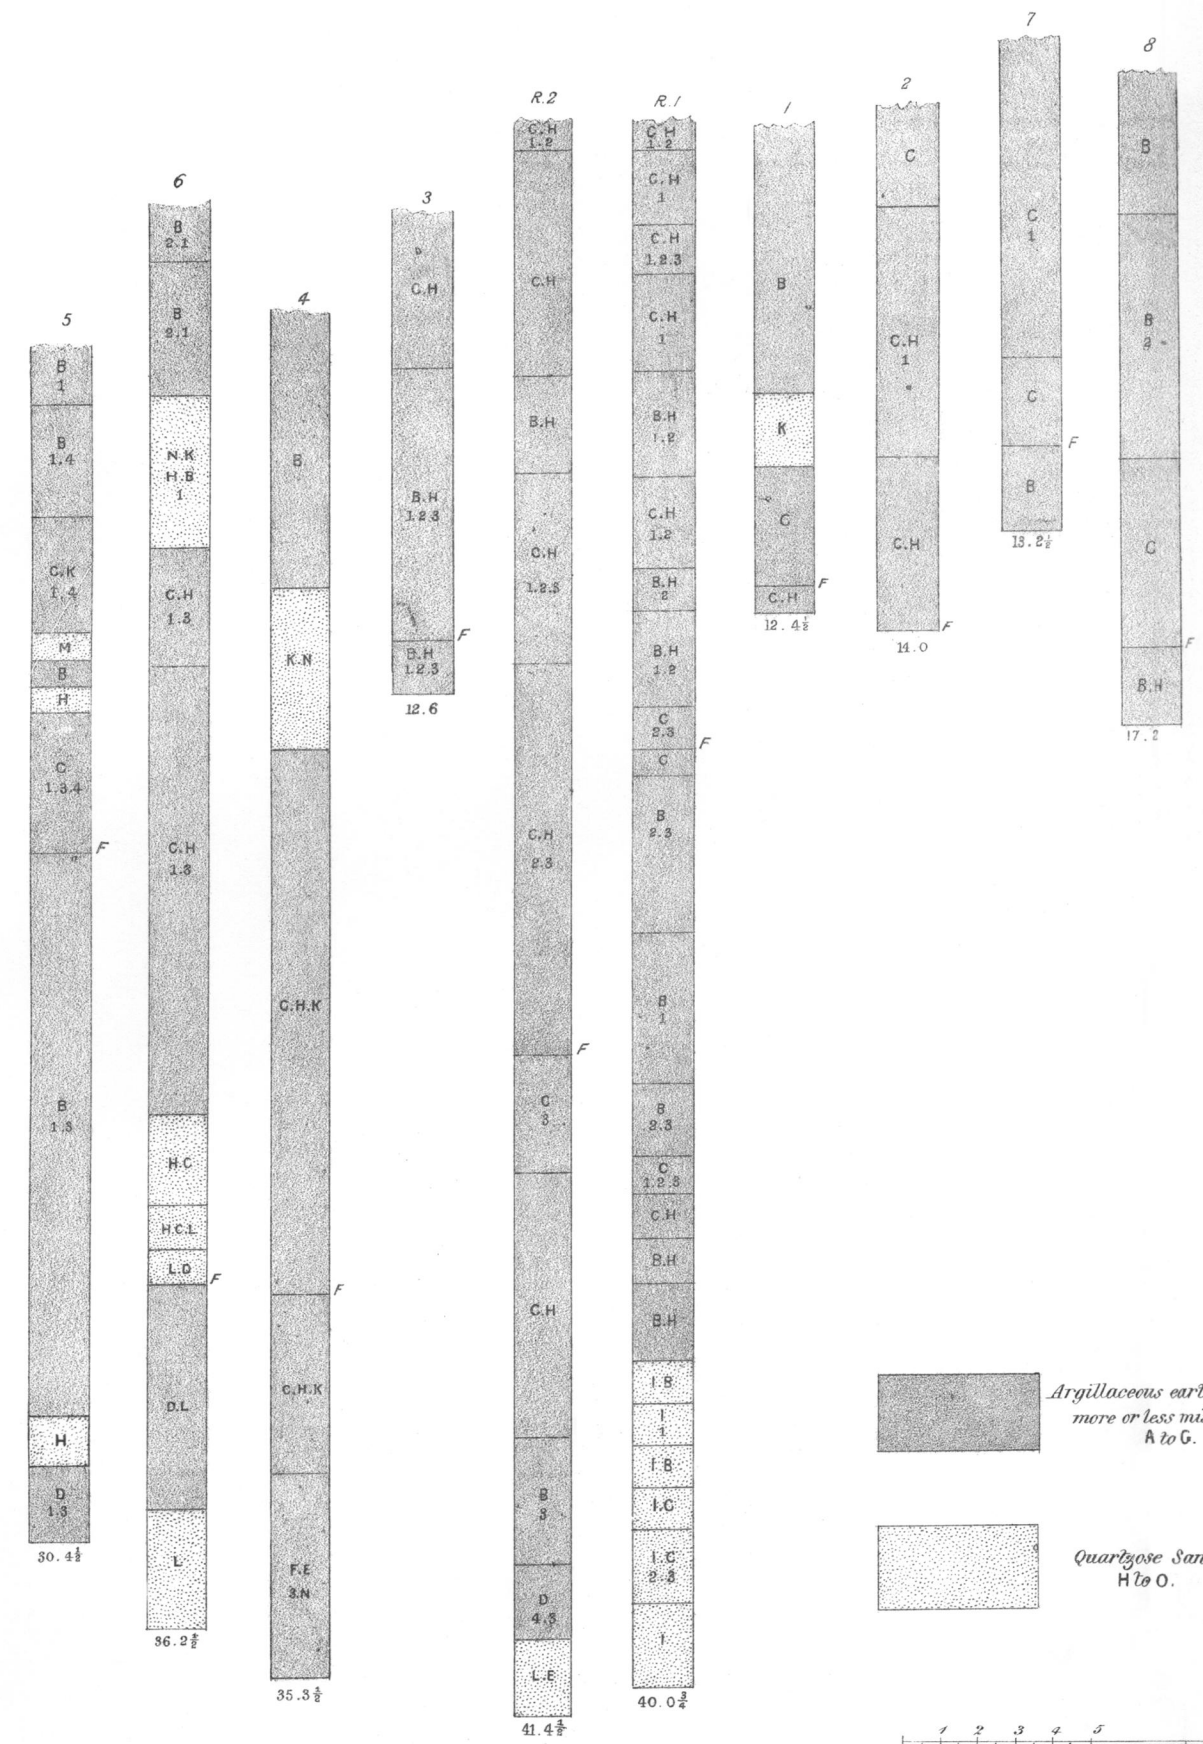 5
B
1
B
1.4
C.K
1.4
M
B
H
C
1.3.4
F
B
1.3
H
D
1.3
30.4½
6
B
2.1
B
2.1
N.K
H.B
1
C.H
1.3
C.H
1.3
H.C
H.C.L
L.D
F
D.L
L
36.2½
4
B
K.N
C.H.K
F
C.H.K
F.E
3.N
35.3½
3
C.H
B.H
1.2.3
F
B.H
1.2.3
12.6
R.2
C.H
1.2
C.H
B.H
C.H
1.2.3
C.H
2.3
F
C
3
C.H
B
3
D
4.3
L.E
41.4½
R.1
C H
1.2
C.H
1
C.H
1.2.3
C.H
1
B.H
1.2
C.H
1.2
B.H
2
B.H
1.2
C
2.3
F
C
B
2.3
B
1
B
2.3
C
1.2.3
C.H
B.H
B.H
I.B
I
1
I.B
I.C
I.C
2.3
I
40.0¾
1
B
K
C
F
C.H
12.4½
2
C
C.H
1
C.H
F
14.0
7
C
1
C
F
B
13.2½
8
B
B
2
C
F
B.H
17.2
Argillaceous eart
more or less mi
A to G.
Quartzose San
H to O.
1 2 3 4 5